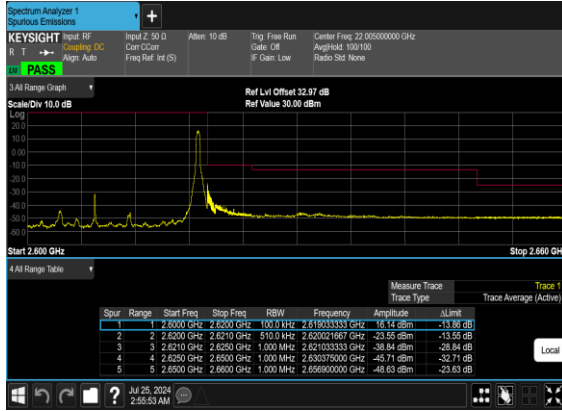 Spectrum Analyzer 1
Spurious Emissions
+
KEYSIGHT Input: RF Input Z: 50 Ω Atten: 10 dB Trig: Free Run Center Freq: 22.005000000 GHz
R T Coupling: DC Corr CCorr Gate: Off Avg|Hold: 100/100
Align: Auto Freq Ref: Int (S) IF Gain: Low Radio Std: None
PASS
3 All Range Graph
Ref Lvl Offset 32.97 dB
Scale/Div 10.0 dB Ref Value 30.00 dBm
Log
20.0
10.0
0.00
-10.0
-20.0
-30.0
-40.0
-50.0
-60.0
Start 2.600 GHz Stop 2.660 GH
4 All Range Table
Measure Trace Trace 1
Trace Type Trace Average (Active)
Spur Range Start Freq Stop Freq RBW Frequency Amplitude ΔLimit
1 1 2.6000 GHz 2.6200 GHz 100.0 kHz 2.619033333 GHz 16.14 dBm -13.86 dB
2 2 2.6200 GHz 2.6210 GHz 510.0 kHz 2.620021667 GHz -23.55 dBm -13.55 dB
3 3 2.6210 GHz 2.6250 GHz 1.000 MHz 2.621033333 GHz -38.84 dBm -28.84 dB
4 4 2.6250 GHz 2.6500 GHz 1.000 MHz 2.630375000 GHz -45.71 dBm -32.71 dB
5 5 2.6500 GHz 2.6600 GHz 1.000 MHz 2.656900000 GHz -48.63 dBm -23.63 dB
Local
?
Jul 25, 2024
2:55:53 AM